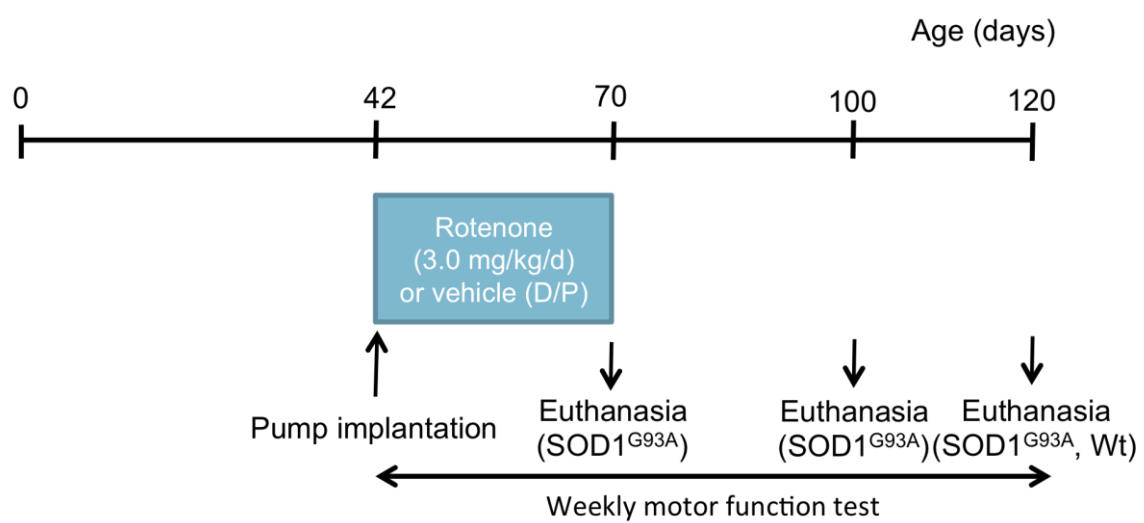 Age (days)
0 42 70 100 120
Rotenone
(3.0 mg/kg/d)
or vehicle (D/P)
Pump implantation
Euthanasia
(SOD1G93A)
Euthanasia
(SOD1G93A)
Euthanasia
(SOD1G93A, Wt)
Weekly motor function test